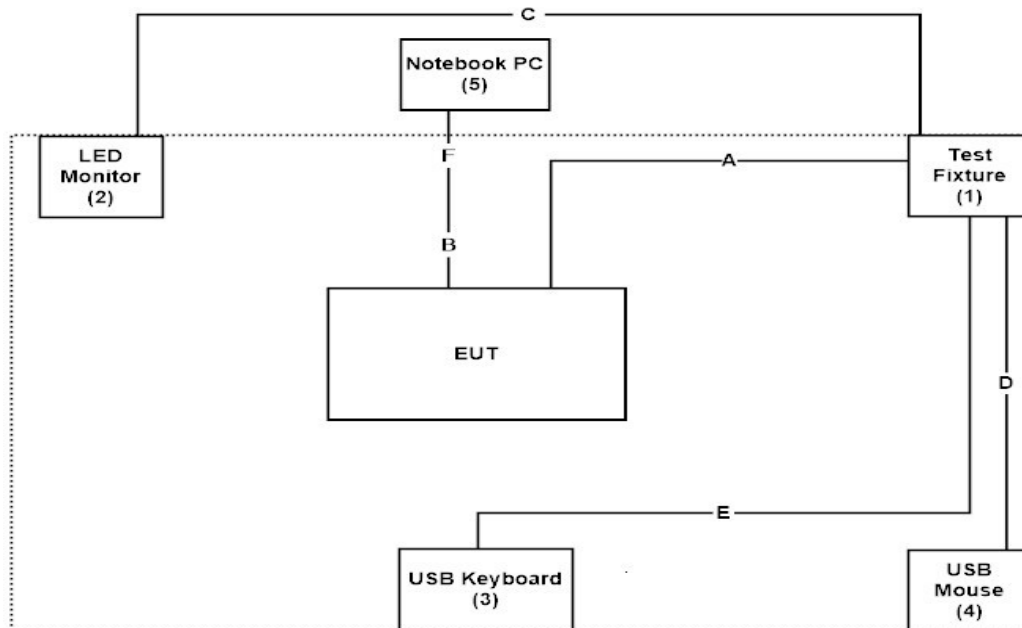 C
Notebook PC
(5)
LED
Monitor
(2)
F
A
Test
Fixture
(1)
B
EUT
D
E
USB Keyboard
(3)
USB
Mouse
(4)